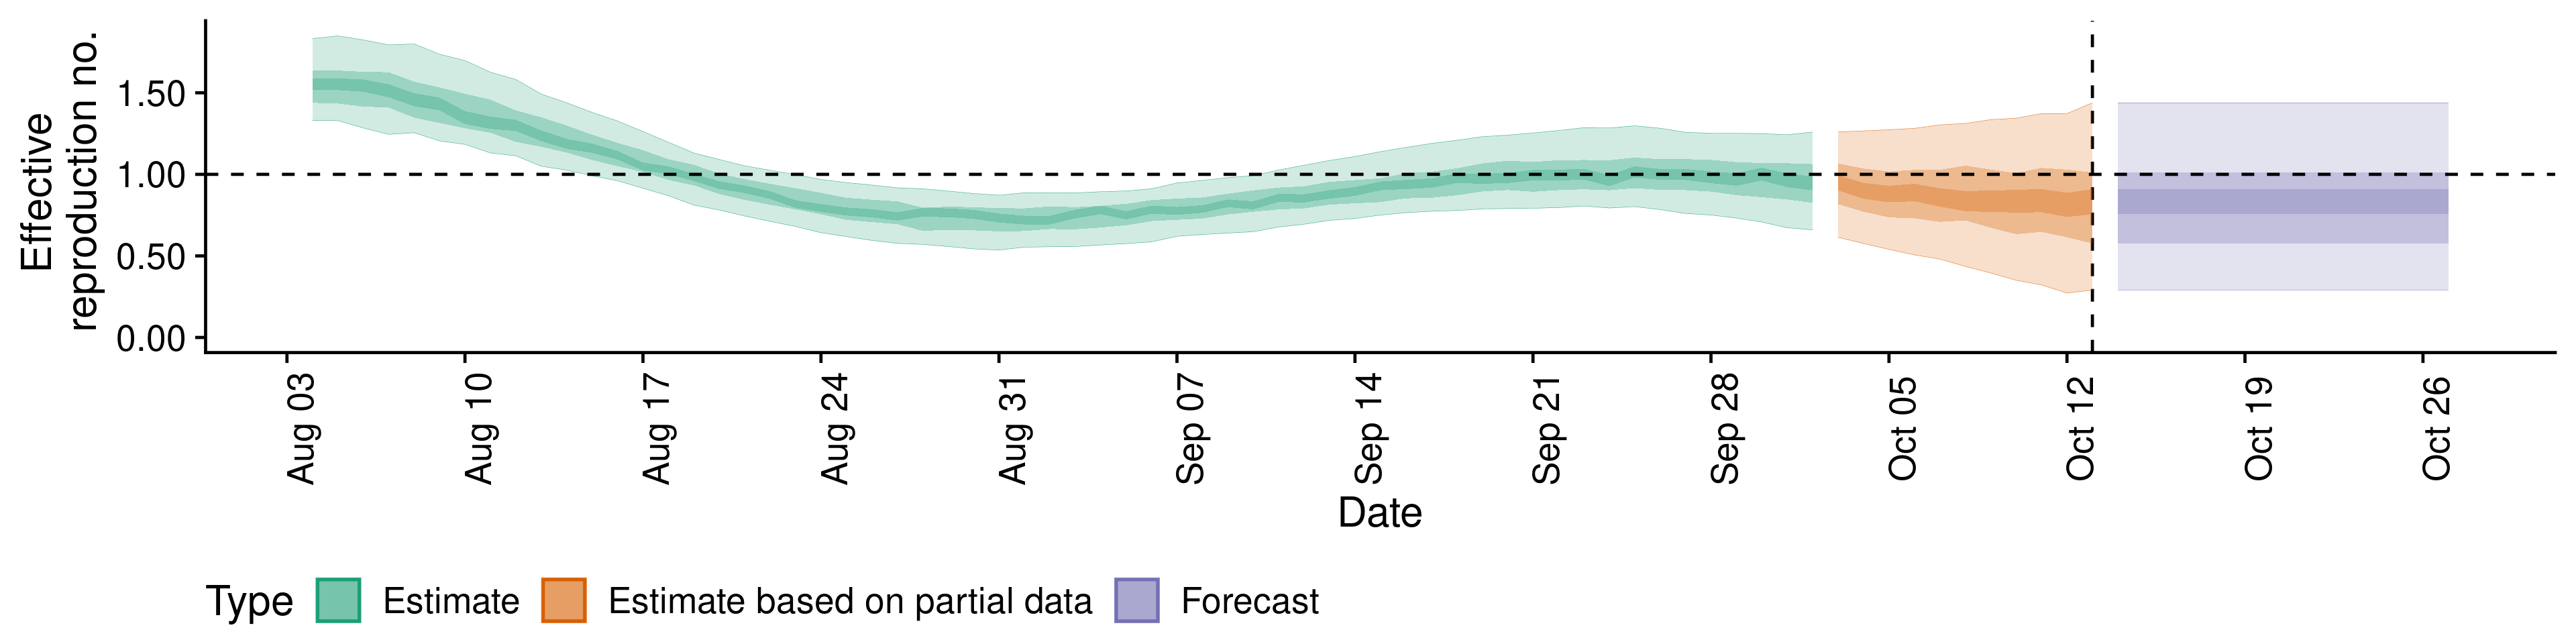 Effective
reproduction no.
1.50
1.00
0.50
0.00
Aug 03
Aug 10
Aug 17
Aug 24
Aug 31
Sep 07
Sep 14
Sep 21
Sep 28
Oct 05
Oct 12
Oct 19
Oct 26
Date
Type Estimate Estimate based on partial data Forecast